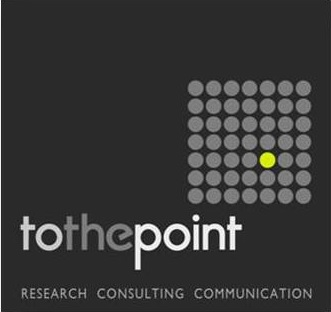 tothepoint
RESEARCH CONSULTING COMMUNICATION